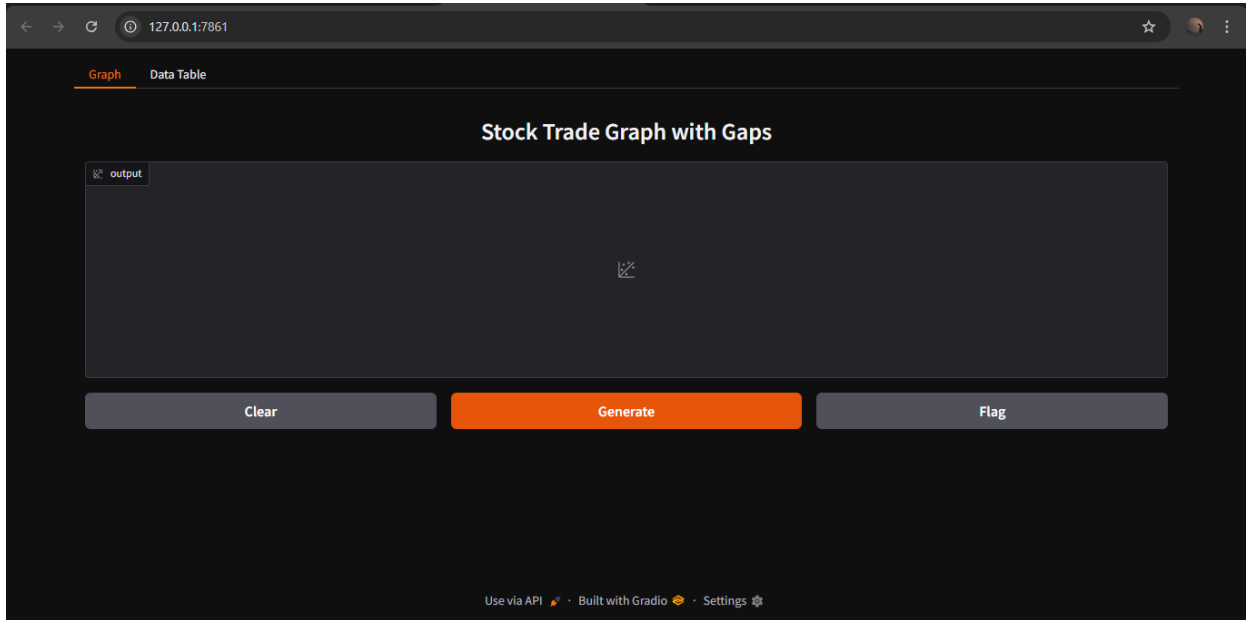 127.0.0.1:7861
Graph Data Table
Stock Trade Graph with Gaps
output
Clear Generate Flag
Use via API · Built with Gradio · Settings